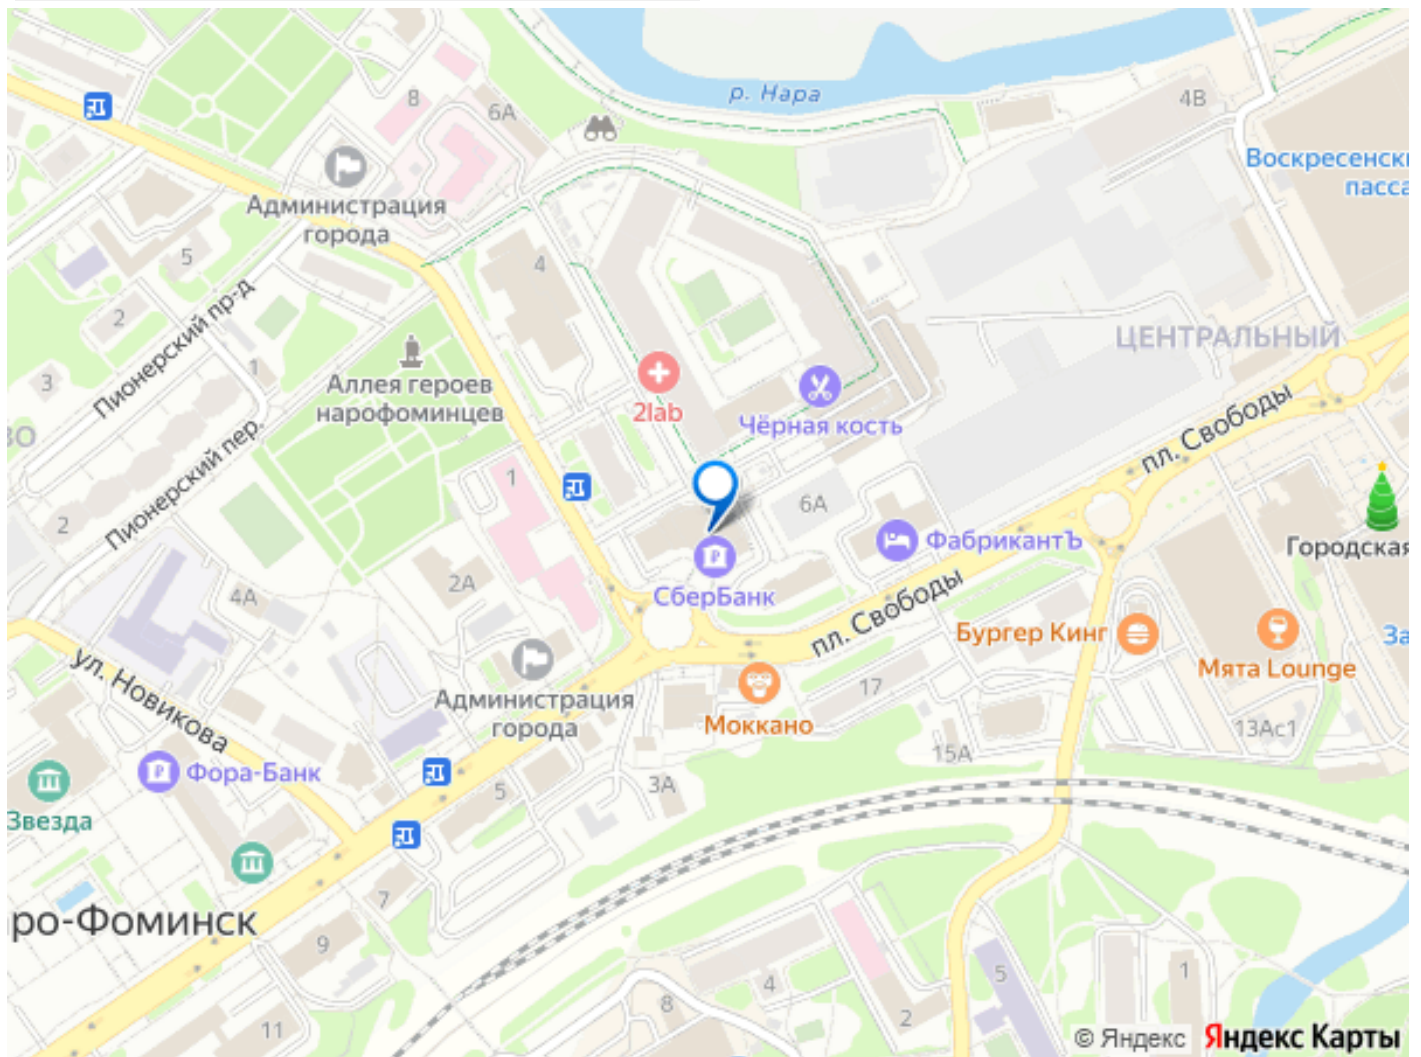 р. Нара
4В
8
6А
Воскресенск
пасса
Администрация
города
5
4
2
Пионерский пр-д
ЦЕНТРАЛЬНЫЙ
3
1
Аллея героев
нарофоминцев
2lab
Чёрная кость
пл. Свободы
ВО
Пионерский пер.
1
2
6А
ФабрикантЪ
Городская
СберБанк
2А
4А
пл. Свободы
Бургер Кинг
За
Мята Lounge
ул. Новикова
Администрация
города
17
Моккано
13Ас1
15А
Фора-Банк
3А
5
Звезда
7
ро-Фоминск
9
4
5
1
8
2
11
© Яндекс Яндекс Карты